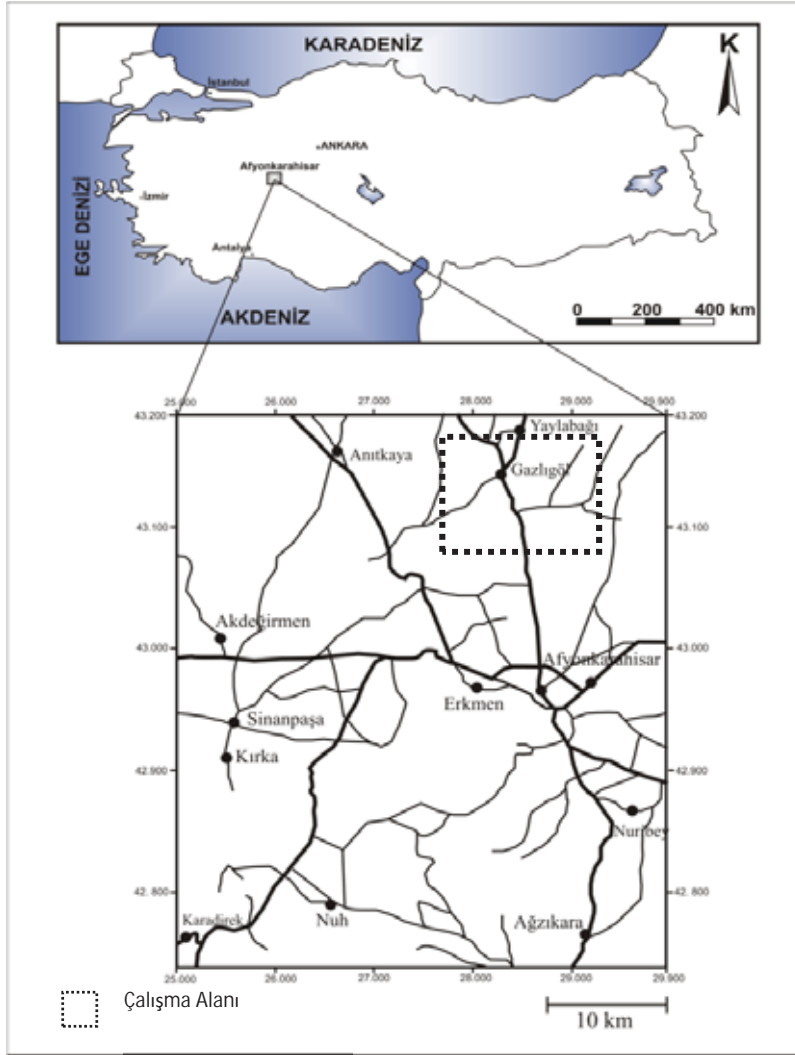 KARADENİZ
K
İstanbul
ANKARA
Afyonkarahisar
İzmir
EGE DENİZİ
Antalya
AKDENİZ
0 200 400 km
25.000 26.000 27.000 28.000 29.000 29.900
43.200 43.200
Yaylabağı
Anıtkaya
Gazlıgöl
43.100 43.100
Akdeğirmen
43.000 43.000
Afyonkarahisar
Erkmen
Sinanpaşa
Kırka
42.900 42.900
Nuribey
42.800 42.800
Karadirek
Nuh
Ağzıkara
25.000 26.000 27.000 28.000 29.000 29.900
Çalışma Alanı
10 km